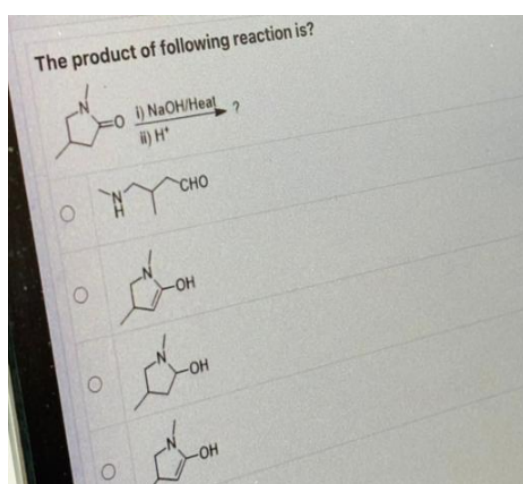 The product of following reaction is?
N
O
i) NaOH/Heat
?
ii) H⁺
N
H
CHO
N
OH
N
OH
N
OH